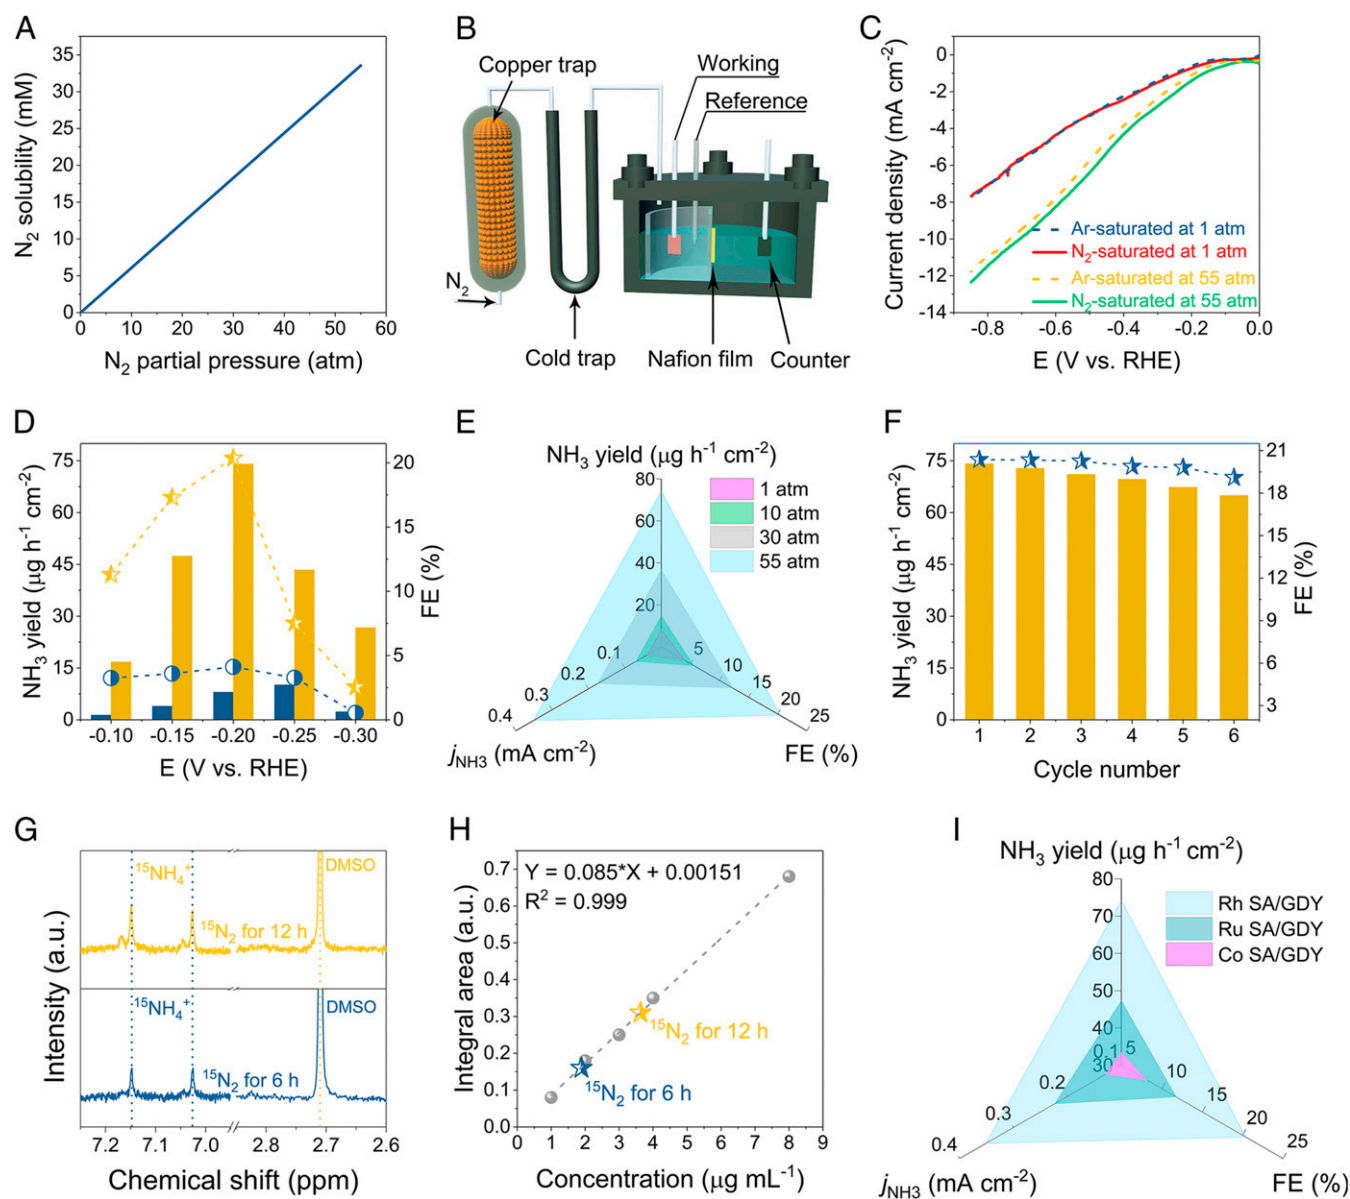 A
N2 solubility (mM)
35
30
25
20
15
10
5
0
0 10 20 30 40 50 60
N2 partial pressure (atm)
B
Copper trap
Working
Reference
N2
Cold trap
Nafion film
Counter
C
Current density (mA cm-2)
0
-2
-4
-6
-8
-10
-12
-14
Ar-saturated at 1 atm
N2-saturated at 1 atm
Ar-saturated at 55 atm
N2-saturated at 55 atm
-0.8 -0.6 -0.4 -0.2 0.0
E (V vs. RHE)
D
NH3 yield (μg h-1 cm-2)
75
60
45
30
15
0
20
15
10
5
0
FE (%)
-0.10 -0.15 -0.20 -0.25 -0.30
E (V vs. RHE)
E
NH3 yield (μg h-1 cm-2)
80
60
40
20
1 atm
10 atm
30 atm
55 atm
0.1
0.2
0.3
0.4
5
10
15
20
25
jNH3 (mA cm-2)
FE (%)
F
NH3 yield (μg h-1 cm-2)
75
60
45
30
15
0
21
18
15
12
9
6
3
FE (%)
1 2 3 4 5 6
Cycle number
G
Intensity (a.u.)
15NH4+
DMSO
15N2 for 12 h
15NH4+
DMSO
15N2 for 6 h
7.2 7.1 7.0 2.8 2.7 2.6
Chemical shift (ppm)
H
Integral area (a.u.)
0.7
0.6
0.5
0.4
0.3
0.2
0.1
0.0
Y = 0.085*X + 0.00151
R2 = 0.999
15N2 for 12 h
15N2 for 6 h
0 1 2 3 4 5 6 7 8 9
Concentration (μg mL-1)
I
NH3 yield (μg h-1 cm-2)
80
70
60
50
40
30
Rh SA/GDY
Ru SA/GDY
Co SA/GDY
0.1
0.2
0.3
0.4
5
10
15
20
25
jNH3 (mA cm-2)
FE (%)